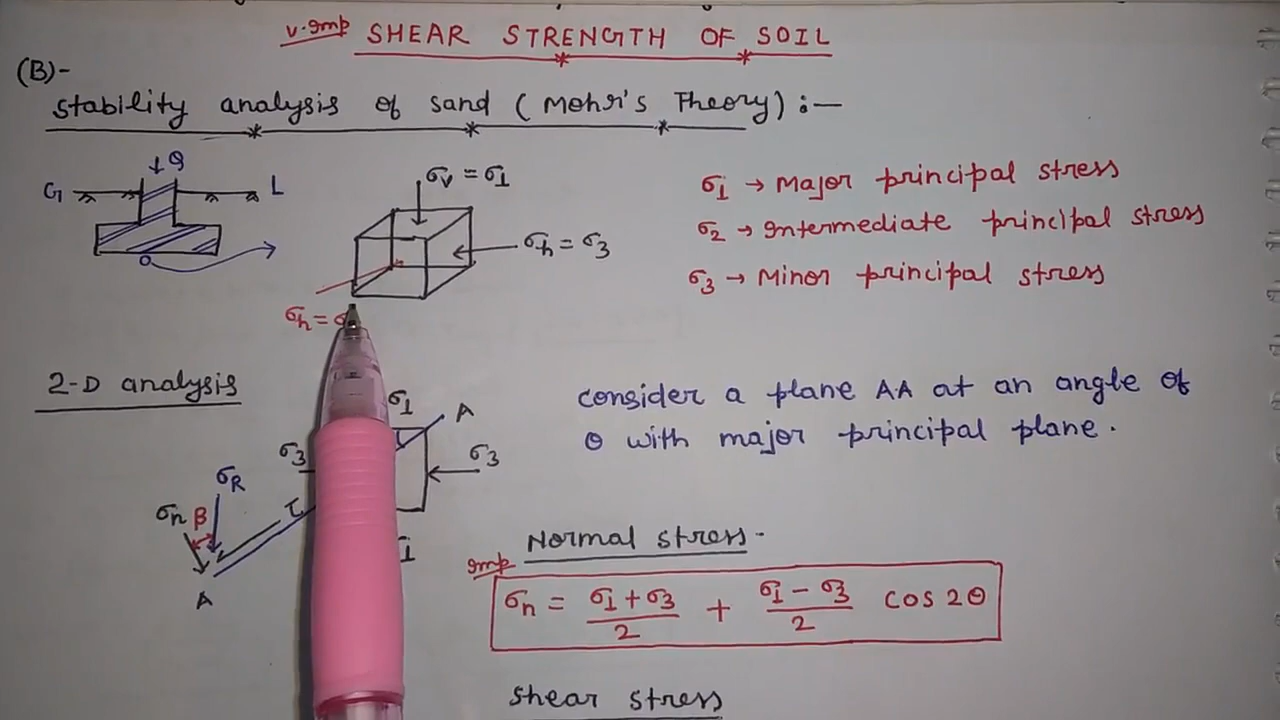 v.Imp SHEAR STRENGTH OF SOIL
(B)-
Stability analysis of sand (Mohr's Theory) :—
Q
G L
σv = σ1
σh = σ3
σh =
σ1 → Major principal stress
σ2 → Intermediate principal stress
σ3 → Minor principal stress
2-D analysis
σ1 A
σ3 σ3
σR
σn β τ
A
consider a plane AA at an angle of
θ with major principal plane.
Normal stress-
Imp
σn = σ1 + σ3 / 2 + σ1 - σ3 / 2 cos 2θ
Shear stress